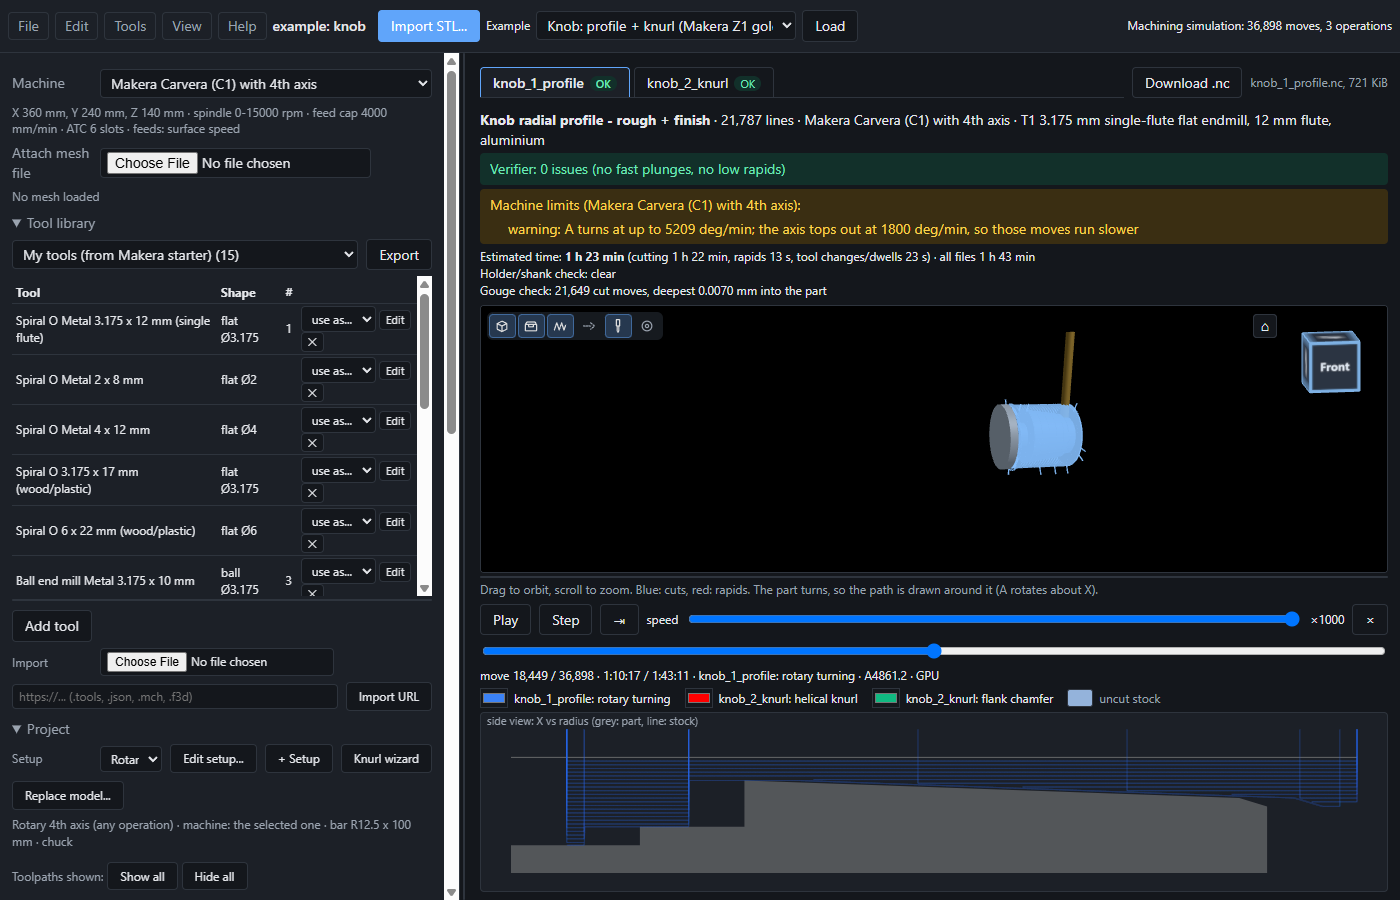 File Edit Tools View Help example: knob Import STL... Example Knob: profile + knurl (Makera Z1 gol Load Machining simulation: 36,898 moves, 3 operations
Machine Makera Carvera (C1) with 4th axis
X 360 mm, Y 240 mm, Z 140 mm · spindle 0-15000 rpm · feed cap 4000
mm/min · ATC 6 slots · feeds: surface speed
Attach mesh file Choose File No file chosen
No mesh loaded
▼ Tool library
My tools (from Makera starter) (15) Export
Tool Shape #
Spiral O Metal 3.175 x 12 mm (single flute) flat Ø3.175 1 use as... Edit ×
Spiral O Metal 2 x 8 mm flat Ø2 use as... Edit ×
Spiral O Metal 4 x 12 mm flat Ø4 use as... Edit ×
Spiral O 3.175 x 17 mm (wood/plastic) flat Ø3.175 use as... Edit ×
Spiral O 6 x 22 mm (wood/plastic) flat Ø6 use as... Edit ×
Ball end mill Metal 3.175 x 10 mm ball Ø3.175 3 use as... Edit ×
Add tool
Import Choose File No file chosen
https://... (.tools, .json, .mch, .f3d) Import URL
▼ Project
Setup Rotar Edit setup... + Setup Knurl wizard
Replace model...
Rotary 4th axis (any operation) · machine: the selected one · bar R12.5 x 100
mm · chuck
Toolpaths shown: Show all Hide all
knob_1_profile OK knob_2_knurl OK Download .nc knob_1_profile.nc, 721 KiB
Knob radial profile - rough + finish · 21,787 lines · Makera Carvera (C1) with 4th axis · T1 3.175 mm single-flute flat endmill, 12 mm flute,
aluminium
Verifier: 0 issues (no fast plunges, no low rapids)
Machine limits (Makera Carvera (C1) with 4th axis):
warning: A turns at up to 5209 deg/min; the axis tops out at 1800 deg/min, so those moves run slower
Estimated time: 1 h 23 min (cutting 1 h 22 min, rapids 13 s, tool changes/dwells 23 s) · all files 1 h 43 min
Holder/shank check: clear
Gouge check: 21,649 cut moves, deepest 0.0070 mm into the part
Front
Drag to orbit, scroll to zoom. Blue: cuts, red: rapids. The part turns, so the path is drawn around it (A rotates about X).
Play Step ⇥ speed ×1000 ×
move 18,449 / 36,898 · 1:10:17 / 1:43:11 · knob_1_profile: rotary turning · A4861.2 · GPU
knob_1_profile: rotary turning knob_2_knurl: helical knurl knob_2_knurl: flank chamfer uncut stock
side view: X vs radius (grey: part, line: stock)